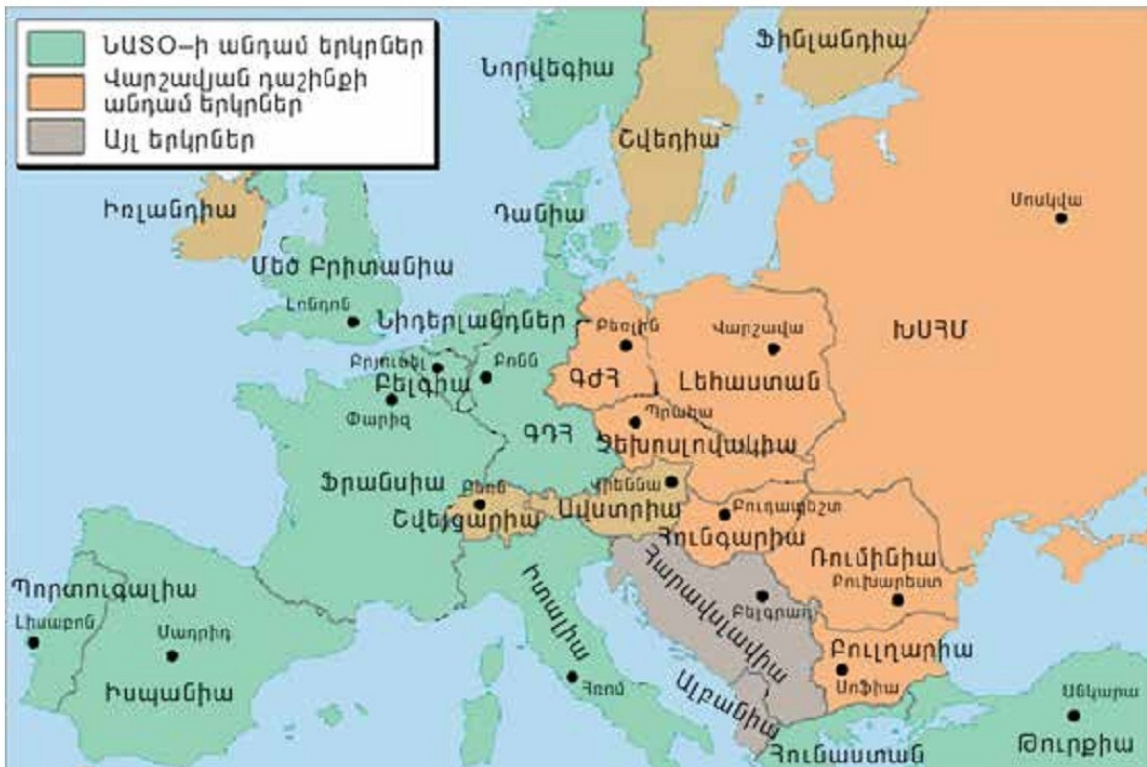 ՆԱՏՕ-ի անդամ երկրներ
Վարշավյան դաշինքի
անդամ երկրներ
Այլ երկրներ
Նորվեգիա
Ֆինլանդիա
Շվեդիա
Իռլանդիա
Դանիա
Մոսկվա
Մեծ Բրիտանիա
Լոնդոն
Նիդերլանդներ
Բեռլին
Վարշավա
ԽՍՀՄ
Բրյուսել
Բոնն
Բելգիա
ԳԺՀ
Լեհաստան
Փարիզ
Պրահա
ԳԴՀ
Չեխոսլովակիա
Ֆրանսիա
Բեռն
Վիեննա
Շվեյցարիա
Ավստրիա
Բուդապեշտ
Հունգարիա
Ռումինիա
Բուխարեստ
Իտալիա
Հարավսլավիա
Բելգրադ
Պորտուգալիա
Լիսաբոն
Մադրիդ
Իսպանիա
Հռոմ
Ալբանիա
Բուլղարիա
Սոֆիա
Հունաստան
Անկարա
Թուրքիա